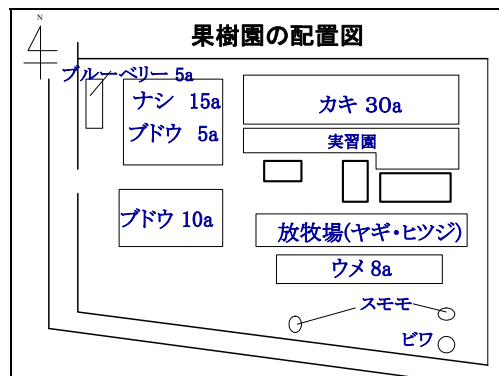 N
果樹園の配置図
ブルーベリー 5a
ナシ 15a
ブドウ 5a
カキ 30a
実習園
ブドウ 10a
放牧場(ヤギ・ヒツジ)
ウメ 8a
スモモ
ビワ